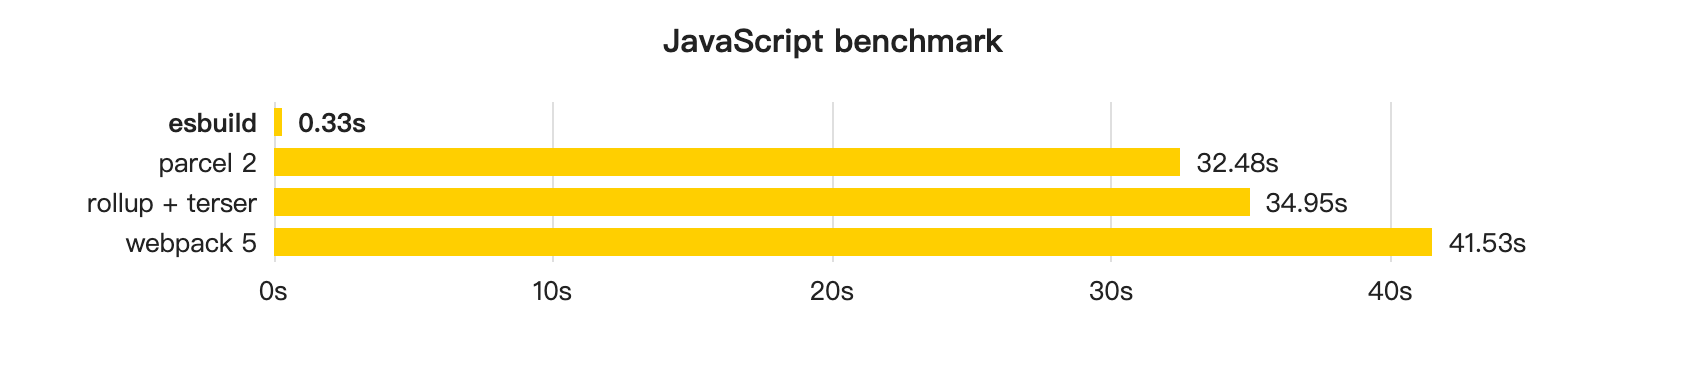 JavaScript benchmark
esbuild 0.33s
parcel 2 32.48s
rollup + terser 34.95s
webpack 5 41.53s
0s 10s 20s 30s 40s